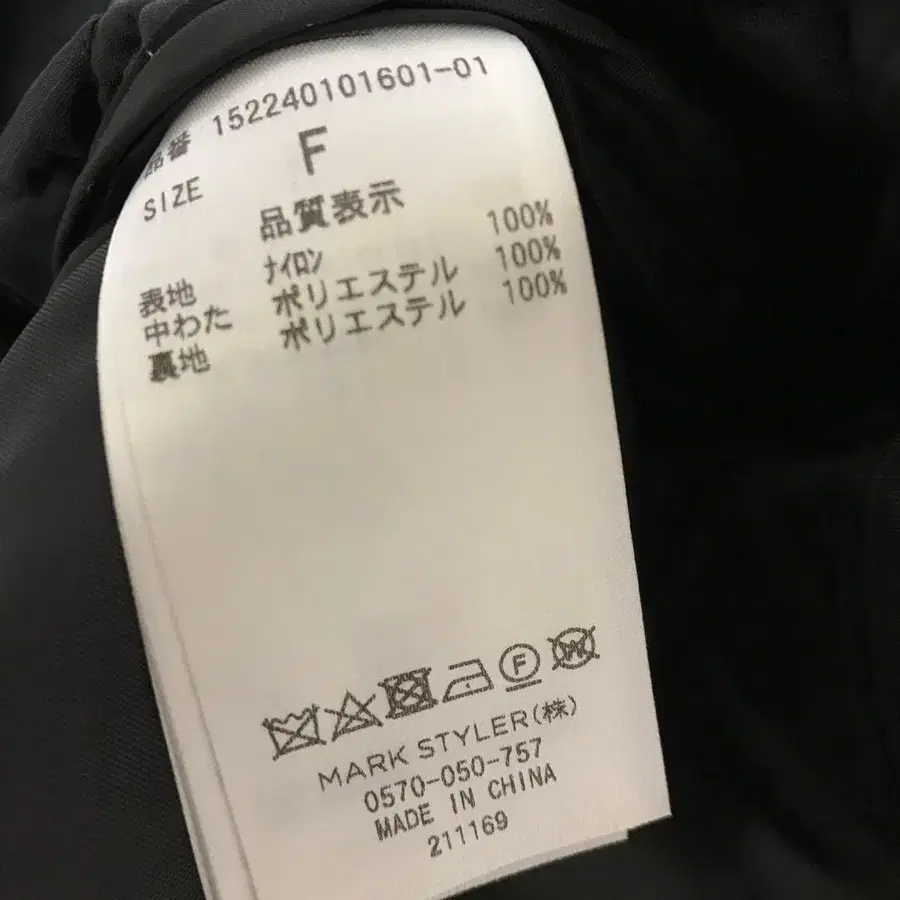 品番 152240101601-01
SIZE F
品質表示
表地 ナイロン 100%
中わた ポリエステル 100%
裏地 ポリエステル 100%
F W
MARK STYLER(株)
0570-050-757
MADE IN CHINA
211169